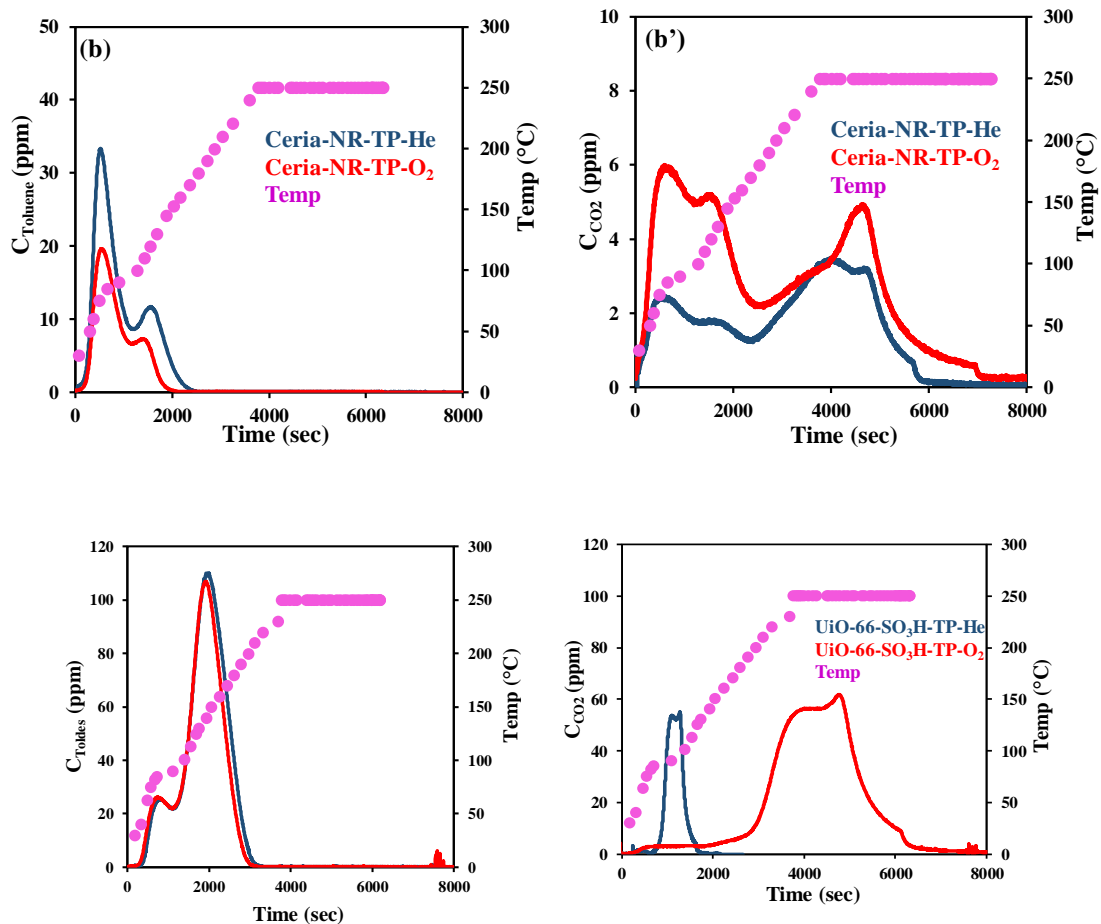 (b)
C_Toluene (ppm)
50
40
30
20
10
0
0 2000 4000 6000 8000
Time (sec)
300
250
200
150
100
50
0
Temp (°C)
Ceria-NR-TP-He
Ceria-NR-TP-O₂
Temp
(b')
C_CO2 (ppm)
10
8
6
4
2
0
0 2000 4000 6000 8000
Time (sec)
300
250
200
150
100
50
0
Temp (°C)
Ceria-NR-TP-He
Ceria-NR-TP-O₂
Temp
C_Toldes (ppm)
120
100
80
60
40
20
0
0 2000 4000 6000 8000
Time (sec)
300
250
200
150
100
50
0
Temp (°C)
C_CO2 (ppm)
120
100
80
60
40
20
0
0 2000 4000 6000 8000
Time (sec)
300
250
200
150
100
50
0
Temp (°C)
UiO-66-SO₃H-TP-He
UiO-66-SO₃H-TP-O₂
Temp